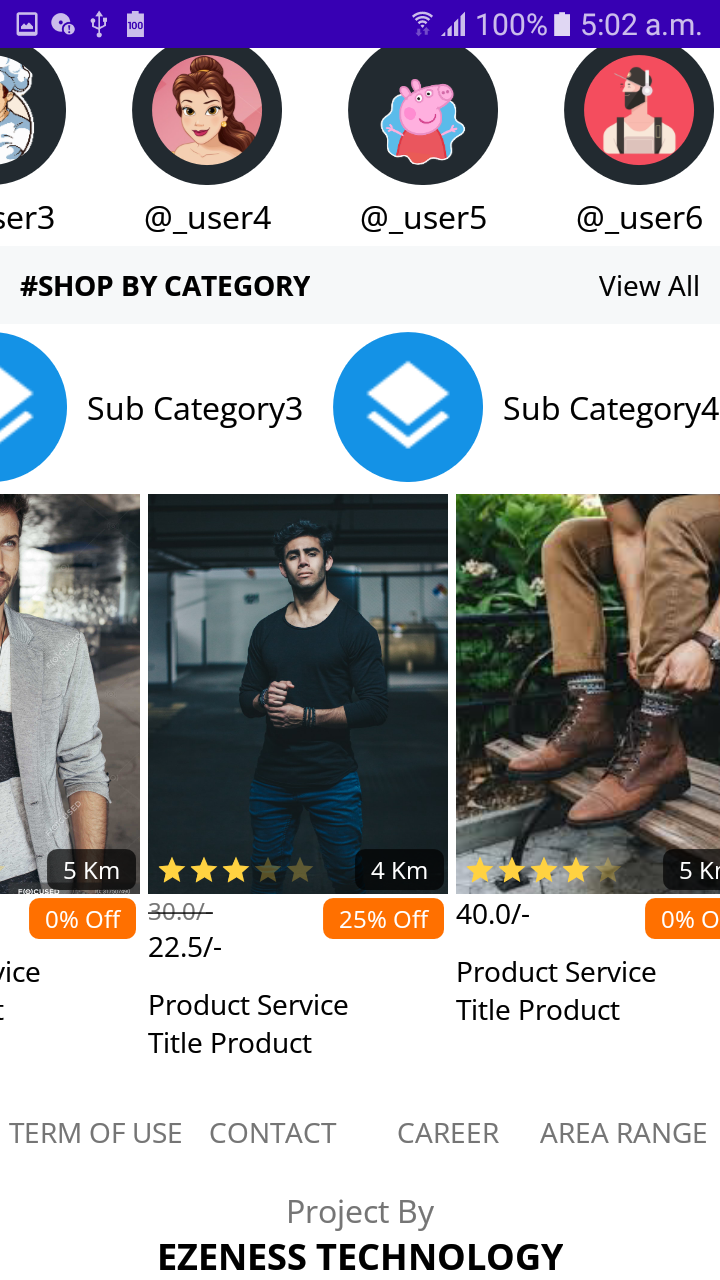 100% 5:02 a.m.
100
ser3 @_user4 @_user5 @_user6
#SHOP BY CATEGORY View All
Sub Category3 Sub Category4
5 Km 4 Km 5 K
0% Off 30.0/- 25% Off 40.0/- 0% O
22.5/-
vice Product Service
Title Product
Product Service
Title Product
TERM OF USE CONTACT CAREER AREA RANGE
Project By
EZENESS TECHNOLOGY